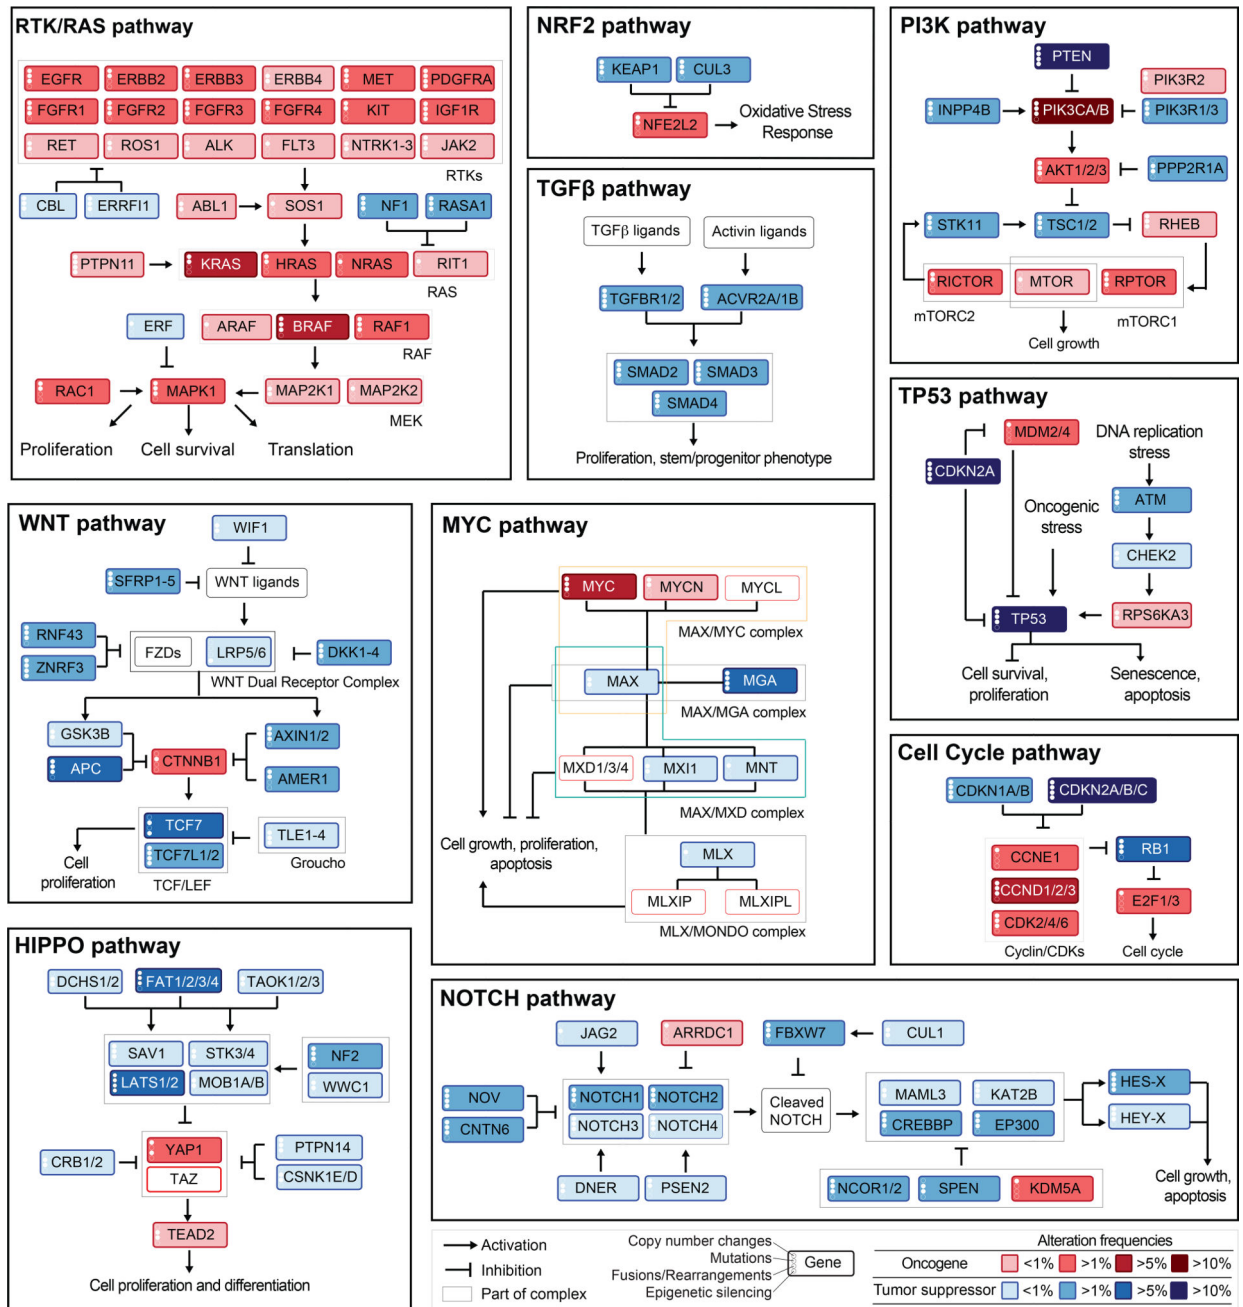 RTK/RAS pathway
EGFR
ERBB2
ERBB3
ERBB4
MET
PDGFRA
FGFR1
FGFR2
FGFR3
FGFR4
KIT
IGF1R
RET
ROS1
ALK
FLT3
NTRK1-3
JAK2
RTKs
CBL
ERRFI1
ABL1
SOS1
NF1
RASA1
PTPN11
KRAS
HRAS
NRAS
RIT1
RAS
ERF
ARAF
BRAF
RAF1
RAF
RAC1
MAPK1
MAP2K1
MAP2K2
MEK
Proliferation
Cell survival
Translation
NRF2 pathway
KEAP1
CUL3
NFE2L2
Oxidative Stress
Response
TGFβ pathway
TGFβ ligands
Activin ligands
TGFBR1/2
ACVR2A/1B
SMAD2
SMAD3
SMAD4
Proliferation, stem/progenitor phenotype
PI3K pathway
PTEN
PIK3R2
INPP4B
PIK3CA/B
PIK3R1/3
AKT1/2/3
PPP2R1A
STK11
TSC1/2
RHEB
RICTOR
MTOR
RPTOR
mTORC2
mTORC1
Cell growth
TP53 pathway
MDM2/4
DNA replication
stress
CDKN2A
ATM
Oncogenic
stress
CHEK2
TP53
RPS6KA3
Cell survival,
proliferation
Senescence,
apoptosis
WNT pathway
WIF1
SFRP1-5
WNT ligands
RNF43
ZNRF3
FZDs
LRP5/6
DKK1-4
WNT Dual Receptor Complex
GSK3B
APC
CTNNB1
AXIN1/2
AMER1
TCF7
TCF7L1/2
TLE1-4
Groucho
Cell
proliferation
TCF/LEF
MYC pathway
MYC
MYCN
MYCL
MAX/MYC complex
MAX
MGA
MAX/MGA complex
MXD1/3/4
MXI1
MNT
MAX/MXD complex
Cell growth, proliferation,
apoptosis
MLX
MLXIP
MLXIPL
MLX/MONDO complex
Cell Cycle pathway
CDKN1A/B
CDKN2A/B/C
CCNE1
RB1
CCND1/2/3
E2F1/3
CDK2/4/6
Cyclin/CDKs
Cell cycle
HIPPO pathway
DCHS1/2
FAT1/2/3/4
TAOK1/2/3
SAV1
STK3/4
LATS1/2
MOB1A/B
NF2
WWC1
CRB1/2
YAP1
TAZ
PTPN14
CSNK1E/D
TEAD2
Cell proliferation and differentiation
NOTCH pathway
JAG2
ARRDC1
FBXW7
CUL1
NOV
CNTN6
NOTCH1
NOTCH2
NOTCH3
NOTCH4
Cleaved
NOTCH
MAML3
KAT2B
CREBBP
EP300
HES-X
HEY-X
DNER
PSEN2
NCOR1/2
SPEN
KDM5A
Cell growth,
apoptosis
Activation
Inhibition
Part of complex
Copy number changes
Mutations
Fusions/Rearrangements
Epigenetic silencing
Gene
Alteration frequencies
Oncogene <1% >1% >5% >10%
Tumor suppressor <1% >1% >5% >10%